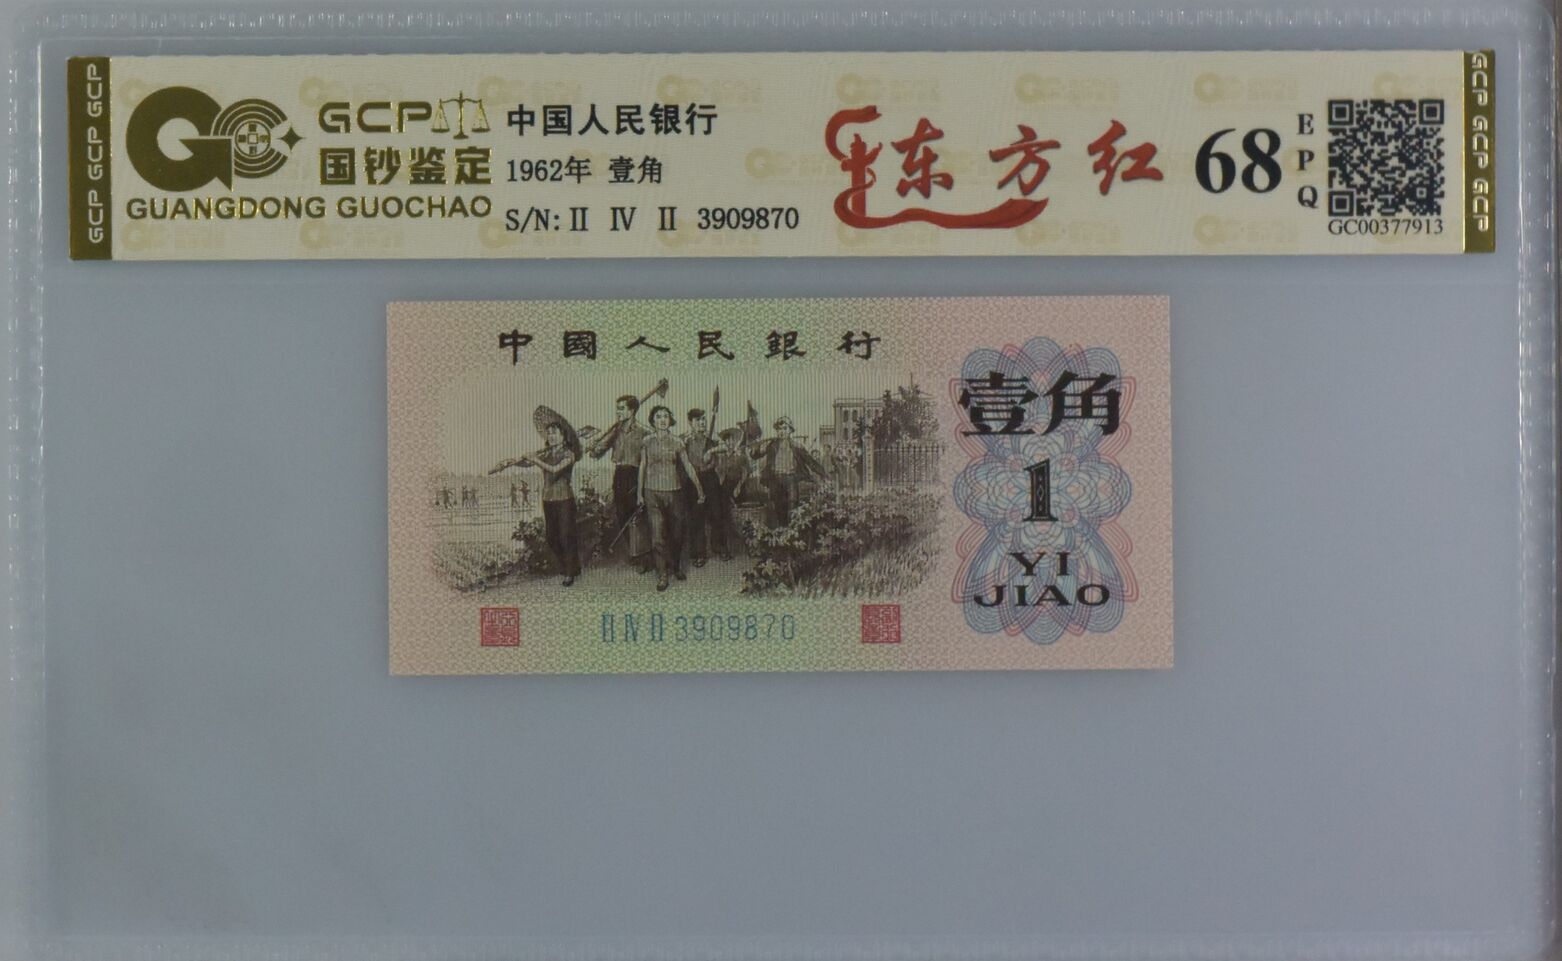 GCP GCP GCP
GCP
国钞鉴定
GUANGDONG GUOCHAO
中国人民银行
1962年 壹角
S/N: II IV II 3909870
东方红
68
E
P
Q
GC00377913
GCP GCP GCP
中國人民銀行
壹角
1
YI
JIAO
II IV II 3909870